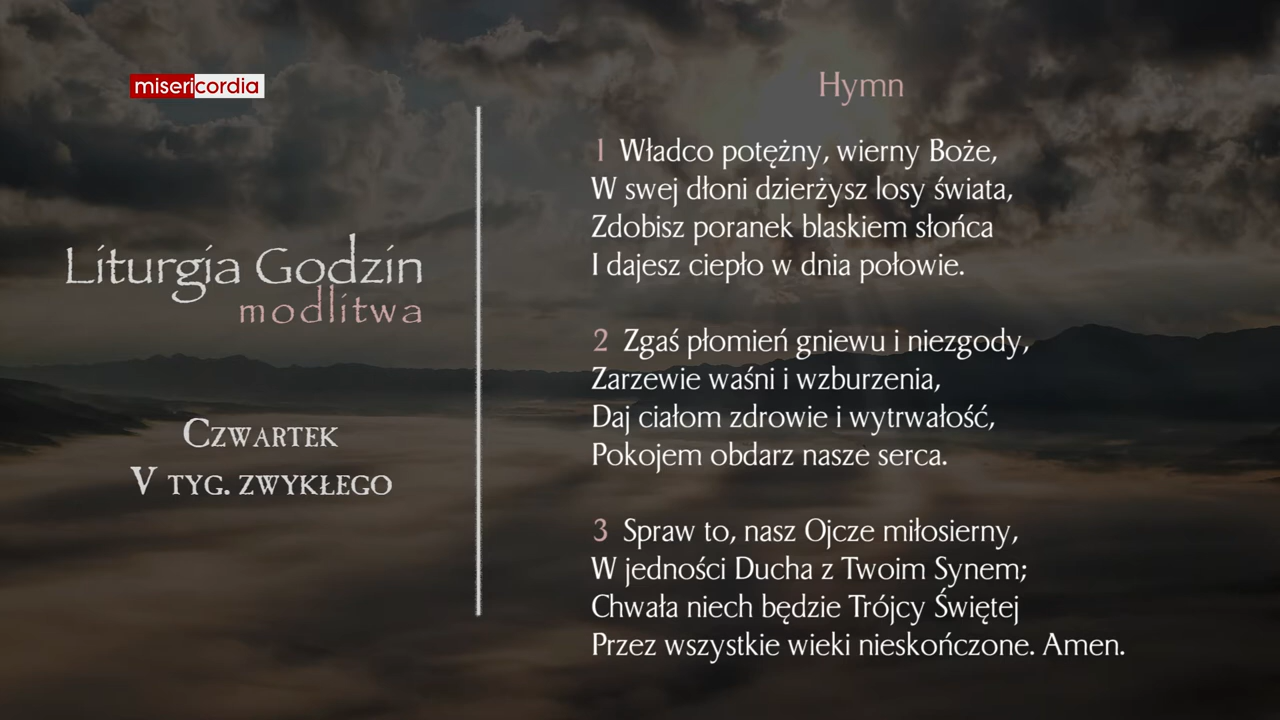 misericordia
Liturgia Godzin
modlitwa
Czwartek
V tyg. zwykłego
Hymn
1 Władco potężny, wierny Boże,
W swej dłoni dzierżysz losy świata,
Zdobisz poranek blaskiem słońca
I dajesz ciepło w dnia połowie.
2 Zgaś płomień gniewu i niezgody,
Zarzewie waśni i wzburzenia,
Daj ciałom zdrowie i wytrwałość,
Pokojem obdarz nasze serca.
3 Spraw to, nasz Ojcze miłosierny,
W jedności Ducha z Twoim Synem;
Chwała niech będzie Trójcy Świętej
Przez wszystkie wieki nieskończone. Amen.